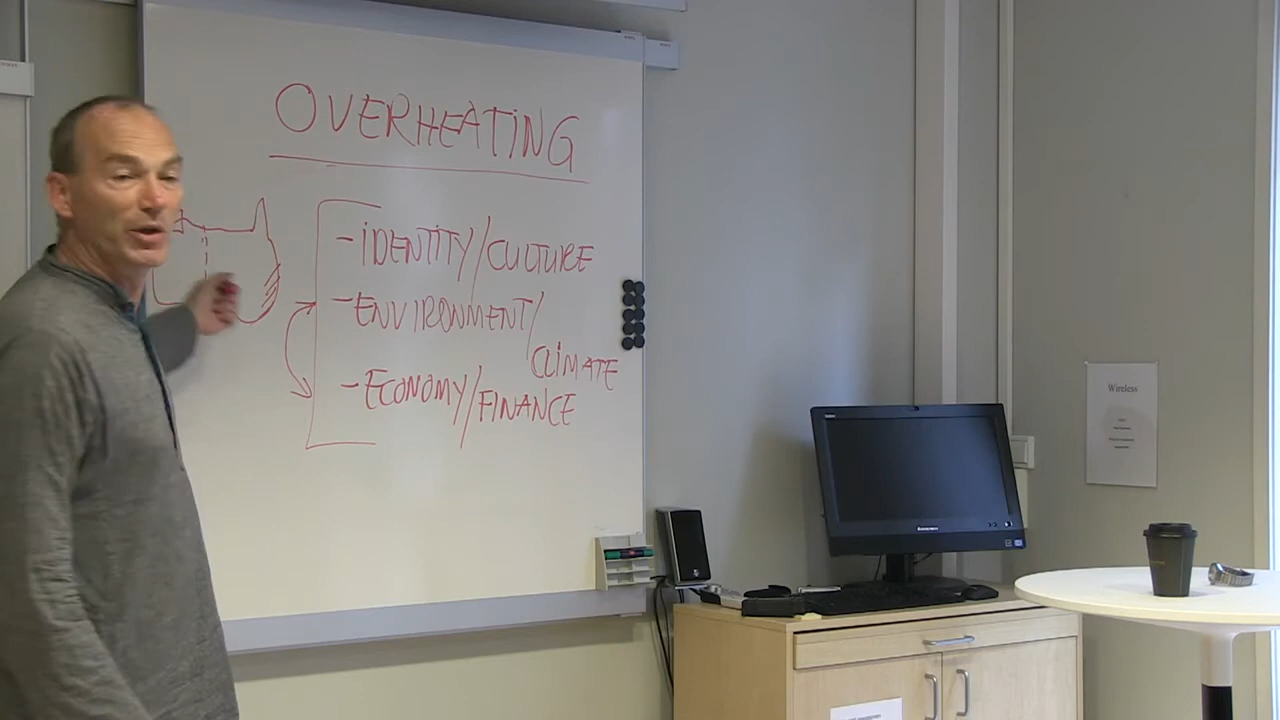 OVERHEATING
- IDENTITY/CULTURE
- ENVIRONMENT/
CLIMATE
- ECONOMY/FINANCE
Wireless